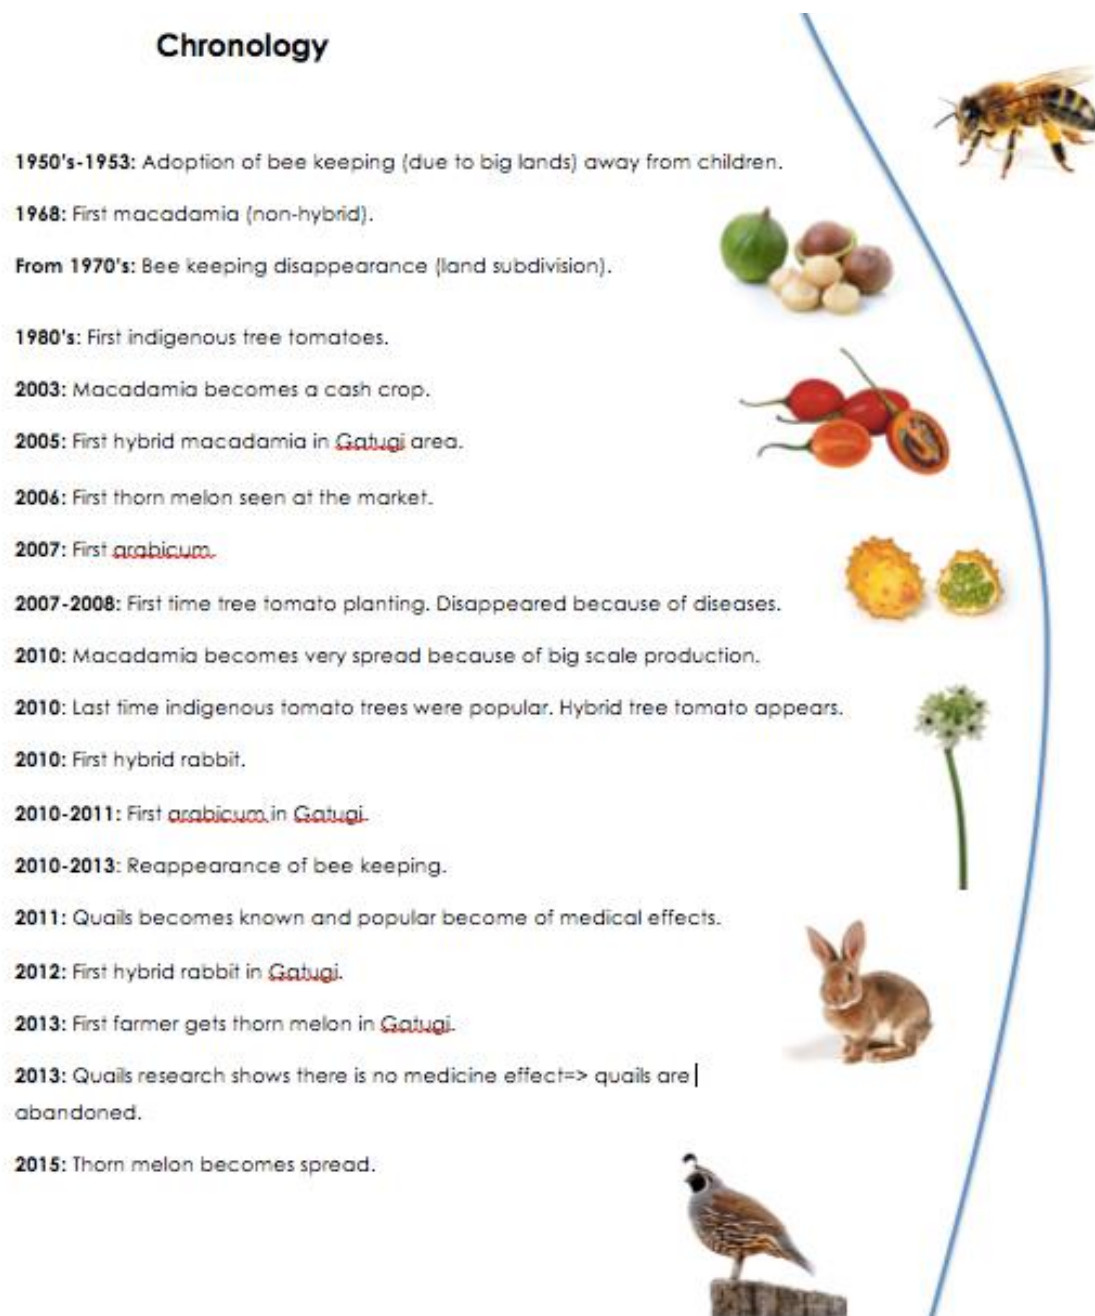 Chronology
1950's-1953: Adoption of bee keeping (due to big lands) away from children.
1968: First macadamia (non-hybrid).
From 1970's: Bee keeping disappearance (land subdivision).
1980's: First indigenous tree tomatoes.
2003: Macadamia becomes a cash crop.
2005: First hybrid macadamia in Gatugi area.
2006: First thorn melon seen at the market.
2007: First arabicum.
2007-2008: First time tree tomato planting. Disappeared because of diseases.
2010: Macadamia becomes very spread because of big scale production.
2010: Last time indigenous tomato trees were popular. Hybrid tree tomato appears.
2010: First hybrid rabbit.
2010-2011: First arabicum in Gatugi.
2010-2013: Reappearance of bee keeping.
2011: Quails becomes known and popular become of medical effects.
2012: First hybrid rabbit in Gatugi.
2013: First farmer gets thorn melon in Gatugi.
2013: Quails research shows there is no medicine effect=> quails are
abandoned.
2015: Thorn melon becomes spread.